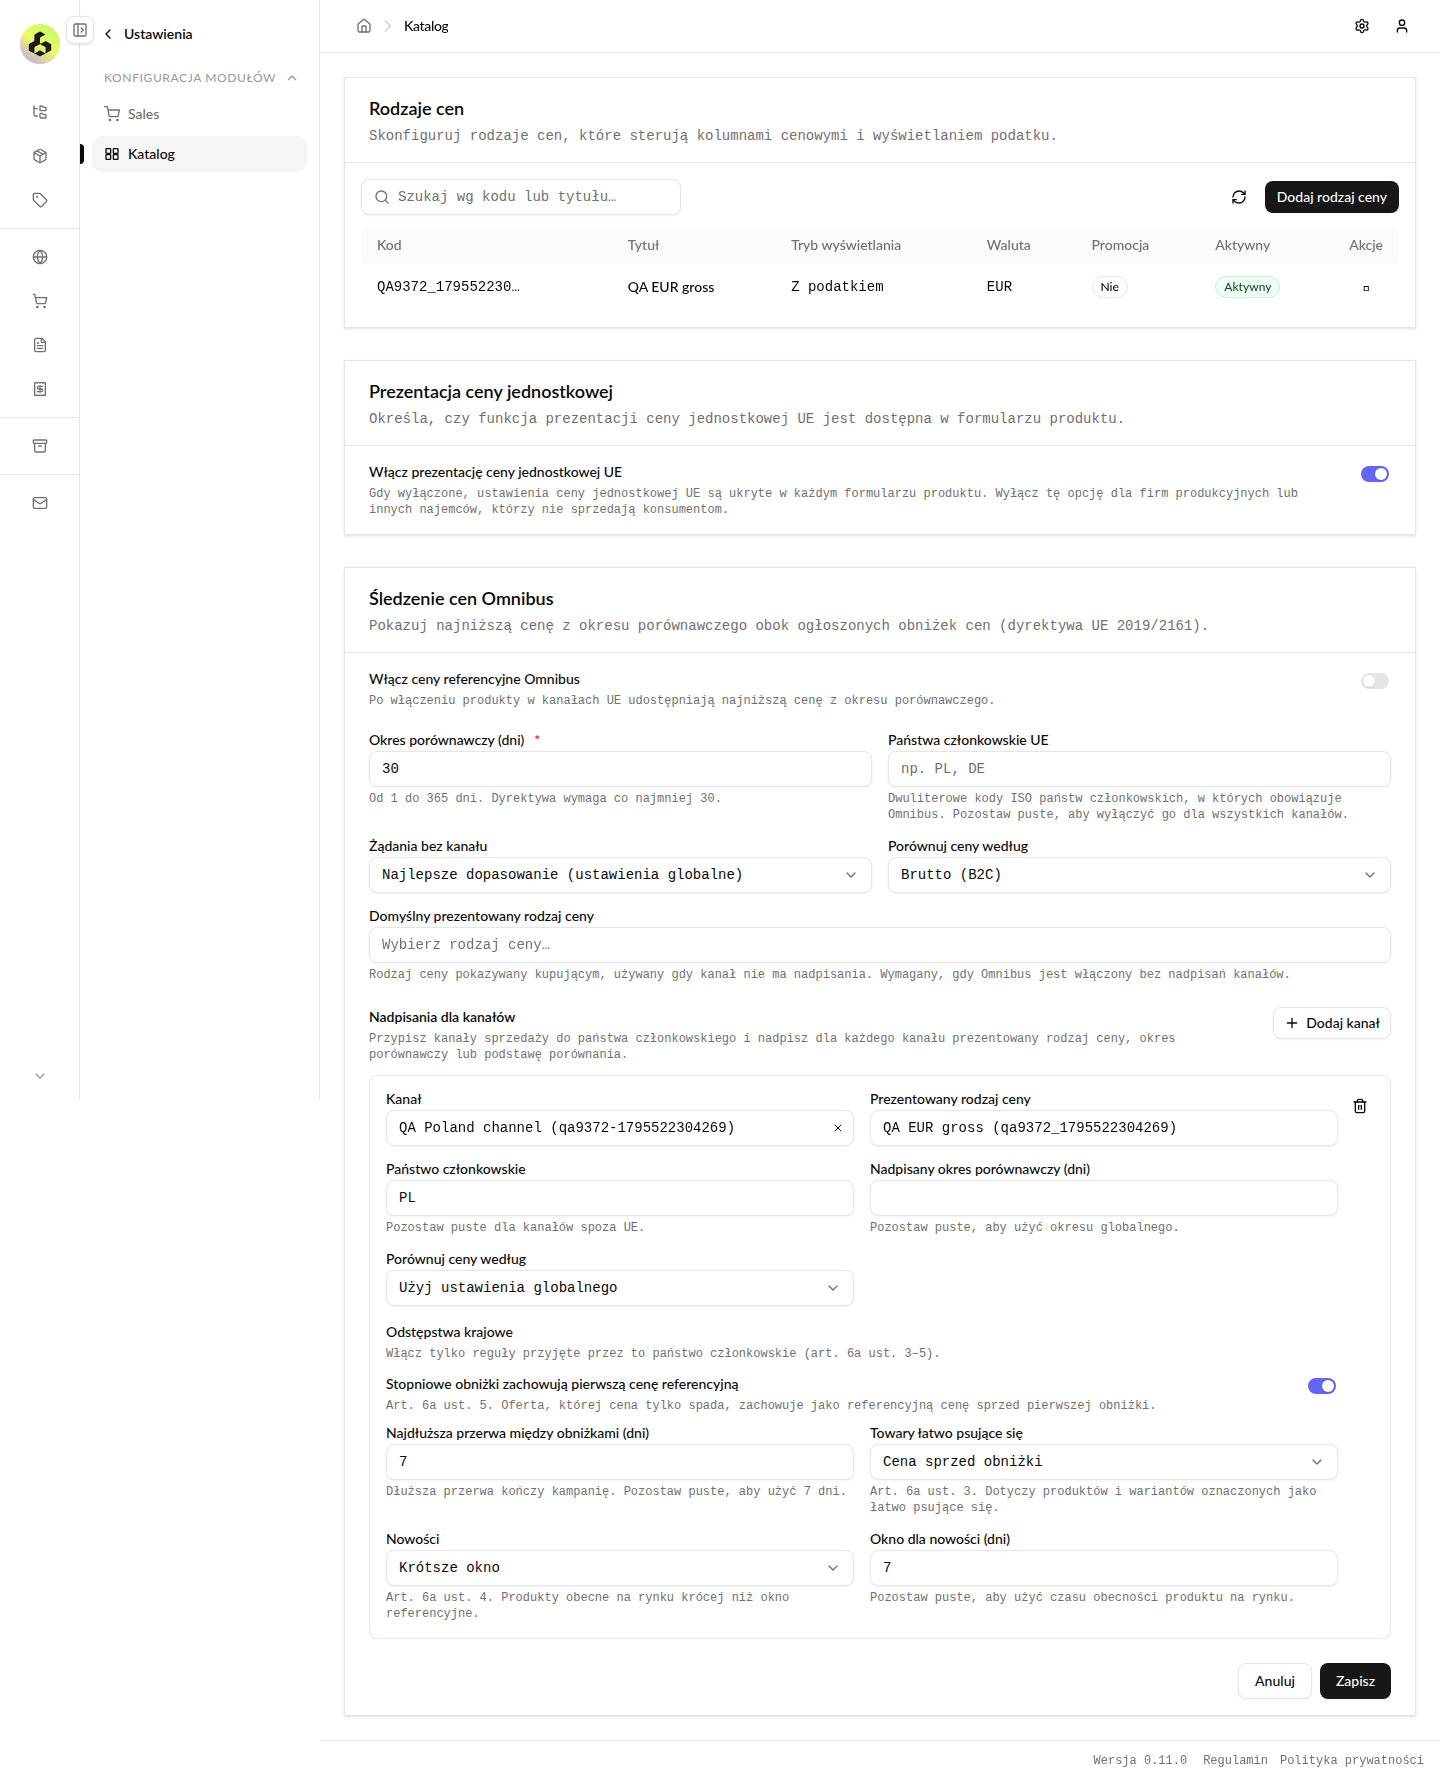 Ustawienia
KONFIGURACJA MODUŁÓW
Sales
Katalog
Katalog
Rodzaje cen
Skonfiguruj rodzaje cen, które sterują kolumnami cenowymi i wyświetlaniem podatku.
Szukaj wg kodu lub tytułu…
Dodaj rodzaj ceny
Kod Tytuł Tryb wyświetlania Waluta Promocja Aktywny Akcje
QA9372_179552230… QA EUR gross Z podatkiem EUR Nie Aktywny
Prezentacja ceny jednostkowej
Określa, czy funkcja prezentacji ceny jednostkowej UE jest dostępna w formularzu produktu.
Włącz prezentację ceny jednostkowej UE
Gdy wyłączone, ustawienia ceny jednostkowej UE są ukryte w każdym formularzu produktu. Wyłącz tę opcję dla firm produkcyjnych lub
innych najemców, którzy nie sprzedają konsumentom.
Śledzenie cen Omnibus
Pokazuj najniższą cenę z okresu porównawczego obok ogłoszonych obniżek cen (dyrektywa UE 2019/2161).
Włącz ceny referencyjne Omnibus
Po włączeniu produkty w kanałach UE udostępniają najniższą cenę z okresu porównawczego.
Okres porównawczy (dni) * Państwa członkowskie UE
30 np. PL, DE
Od 1 do 365 dni. Dyrektywa wymaga co najmniej 30.
Dwuliterowe kody ISO państw członkowskich, w których obowiązuje
Omnibus. Pozostaw puste, aby wyłączyć go dla wszystkich kanałów.
Żądania bez kanału Porównuj ceny według
Najlepsze dopasowanie (ustawienia globalne) Brutto (B2C)
Domyślny prezentowany rodzaj ceny
Wybierz rodzaj ceny…
Rodzaj ceny pokazywany kupującym, używany gdy kanał nie ma nadpisania. Wymagany, gdy Omnibus jest włączony bez nadpisań kanałów.
Nadpisania dla kanałów
Przypisz kanały sprzedaży do państwa członkowskiego i nadpisz dla każdego kanału prezentowany rodzaj ceny, okres
porównawczy lub podstawę porównania.
Dodaj kanał
Kanał Prezentowany rodzaj ceny
QA Poland channel (qa9372-1795522304269) QA EUR gross (qa9372_1795522304269)
Państwo członkowskie Nadpisany okres porównawczy (dni)
PL
Pozostaw puste dla kanałów spoza UE. Pozostaw puste, aby użyć okresu globalnego.
Porównuj ceny według
Użyj ustawienia globalnego
Odstępstwa krajowe
Włącz tylko reguły przyjęte przez to państwo członkowskie (art. 6a ust. 3–5).
Stopniowe obniżki zachowują pierwszą cenę referencyjną
Art. 6a ust. 5. Oferta, której cena tylko spada, zachowuje jako referencyjną cenę sprzed pierwszej obniżki.
Najdłuższa przerwa między obniżkami (dni) Towary łatwo psujące się
7 Cena sprzed obniżki
Dłuższa przerwa kończy kampanię. Pozostaw puste, aby użyć 7 dni.
Art. 6a ust. 3. Dotyczy produktów i wariantów oznaczonych jako
łatwo psujące się.
Nowości Okno dla nowości (dni)
Krótsze okno 7
Art. 6a ust. 4. Produkty obecne na rynku krócej niż okno
referencyjne.
Pozostaw puste, aby użyć czasu obecności produktu na rynku.
Anuluj Zapisz
Wersja 0.11.0 Regulamin Polityka prywatności